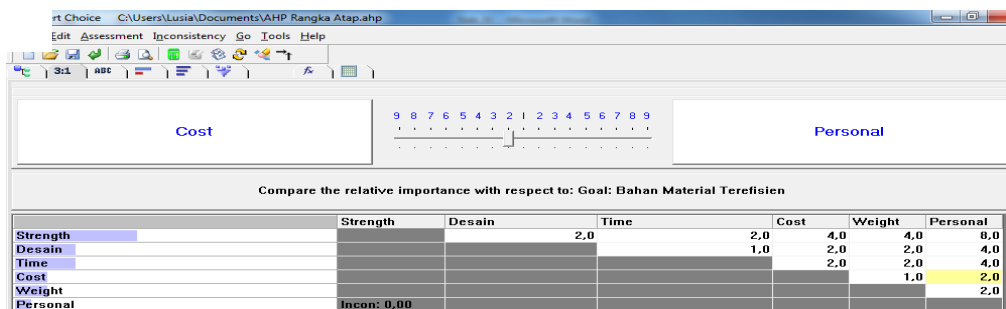 rt Choice C:\Users\Lusia\Documents\AHP Rangka Atap.ahp
Edit Assessment Inconsistency Go Tools Help
3:1 ABC fx
9 8 7 6 5 4 3 2 1 2 3 4 5 6 7 8 9
Cost Personal
Compare the relative importance with respect to: Goal: Bahan Material Terefisien
Strength Desain Time Cost Weight Personal
Strength 2,0 2,0 4,0 4,0 8,0
Desain 1,0 2,0 2,0 4,0
Time 2,0 2,0 4,0
Cost 1,0 2,0
Weight 2,0
Personal Incon: 0,00